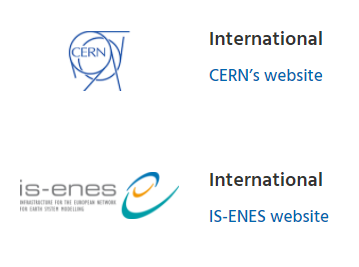 CERN
International
CERN’s website
is-enes
INFRASTRUCTURE FOR THE EUROPEAN NETWORK
FOR EARTH SYSTEM MODELLING
International
IS-ENES website